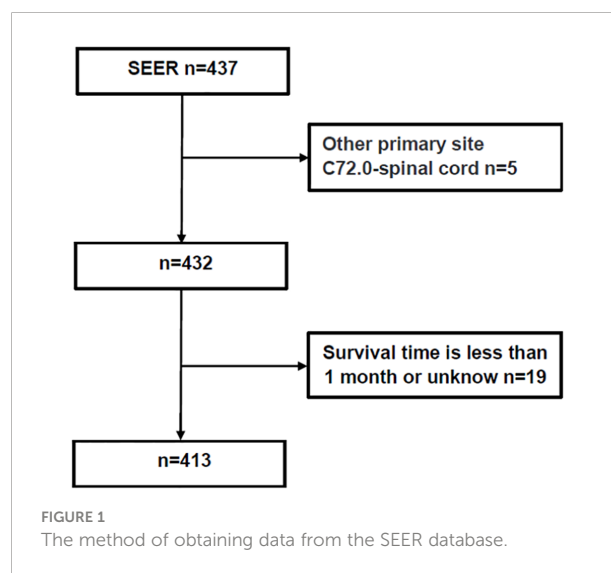 SEER n=437
Other primary site
C72.0-spinal cord n=5
n=432
Survival time is less than
1 month or unknow n=19
n=413
FIGURE 1
The method of obtaining data from the SEER database.